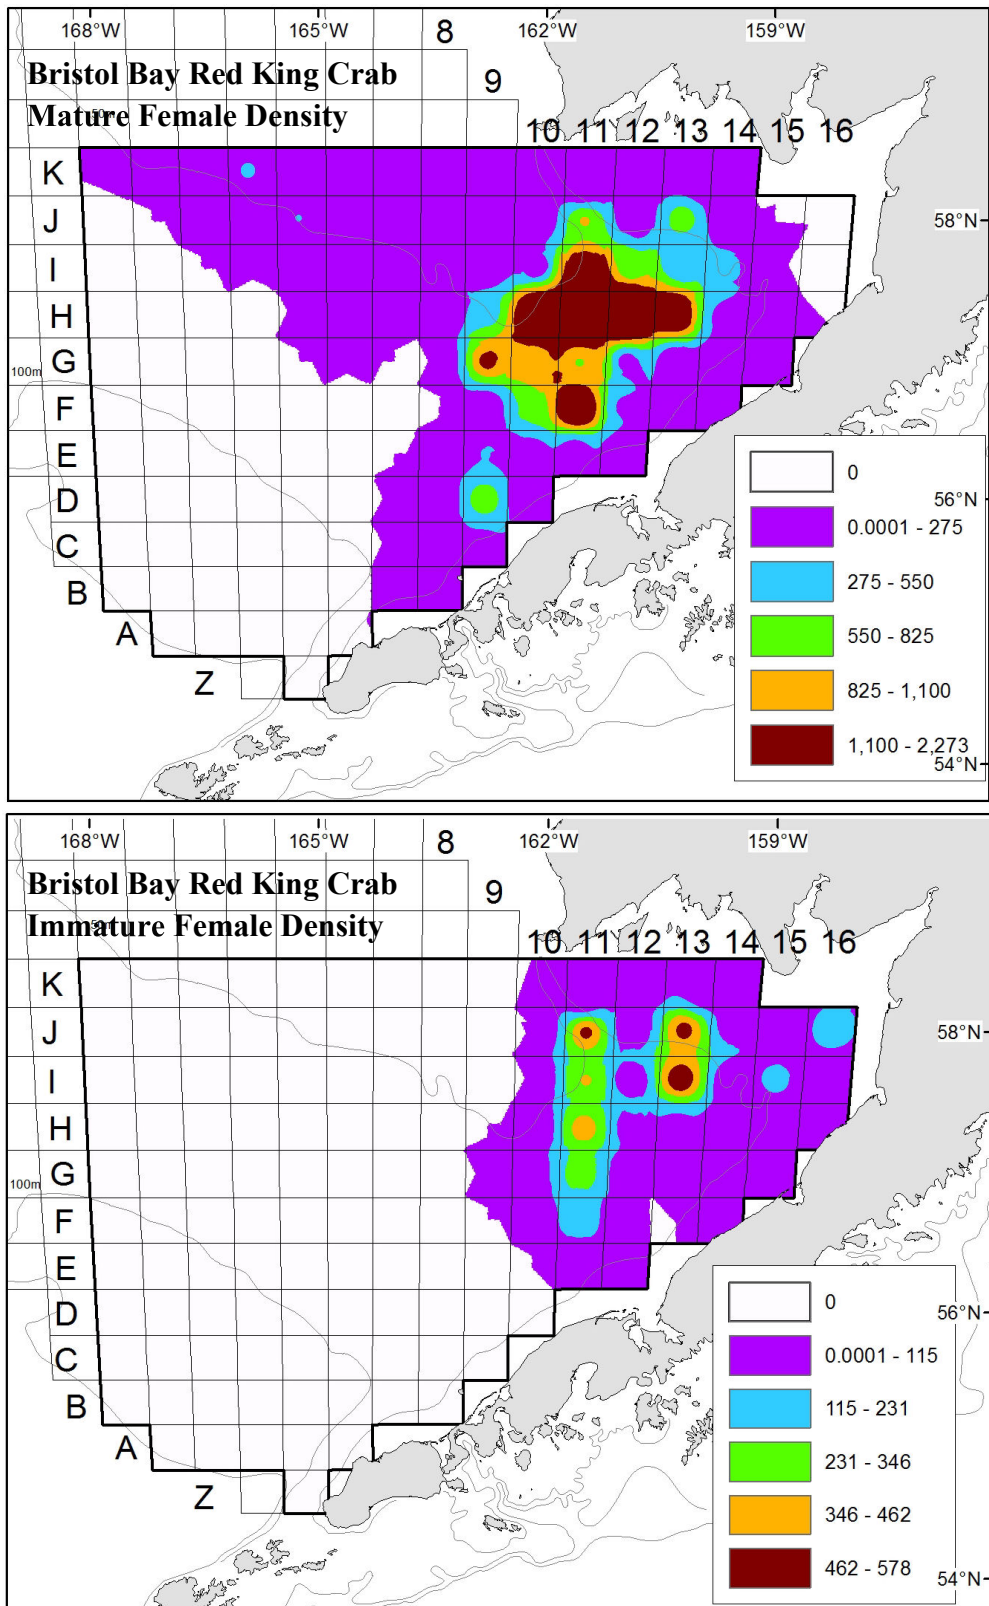 168°W 165°W 8 162°W 159°W
Bristol Bay Red King Crab
9
50m
Mature Female Density
10 11 12 13 14 15 16
K
J
58°N
I
H
G
100m
F
E
0
D
56°N
0.0001 - 275
C
275 - 550
B
A
550 - 825
Z
825 - 1,100
1,100 - 2,273
54°N
168°W 165°W 8 162°W 159°W
Bristol Bay Red King Crab
9
50m
Immature Female Density
10 11 12 13 14 15 16
K
J
58°N
I
H
G
100m
F
E
0
D
56°N
0.0001 - 115
C
B
115 - 231
A
231 - 346
Z
346 - 462
462 - 578
54°N